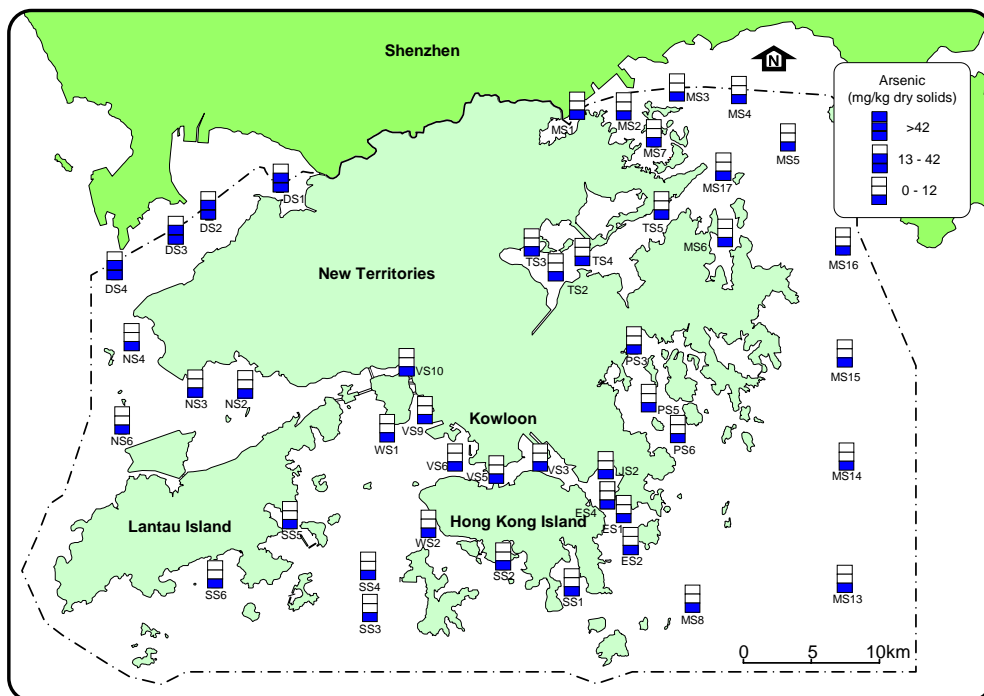 Shenzhen
N
Arsenic
(mg/kg dry solids)
>42
13 - 42
0 - 12
MS3
MS4
MS1
MS2
MS7
MS5
MS17
DS1
DS2
DS3
DS4
TS5
MS6
TS3
TS4
TS2
MS16
New Territories
NS4
PS3
MS15
VS10
NS3
NS2
PS5
NS6
WS1
VS9
Kowloon
PS6
VS6
VS5
VS3
JS2
MS14
Lantau Island
SS5
WS2
Hong Kong Island
ES4
ES1
ES2
SS2
SS6
SS4
SS1
SS3
MS8
MS13
0
10km